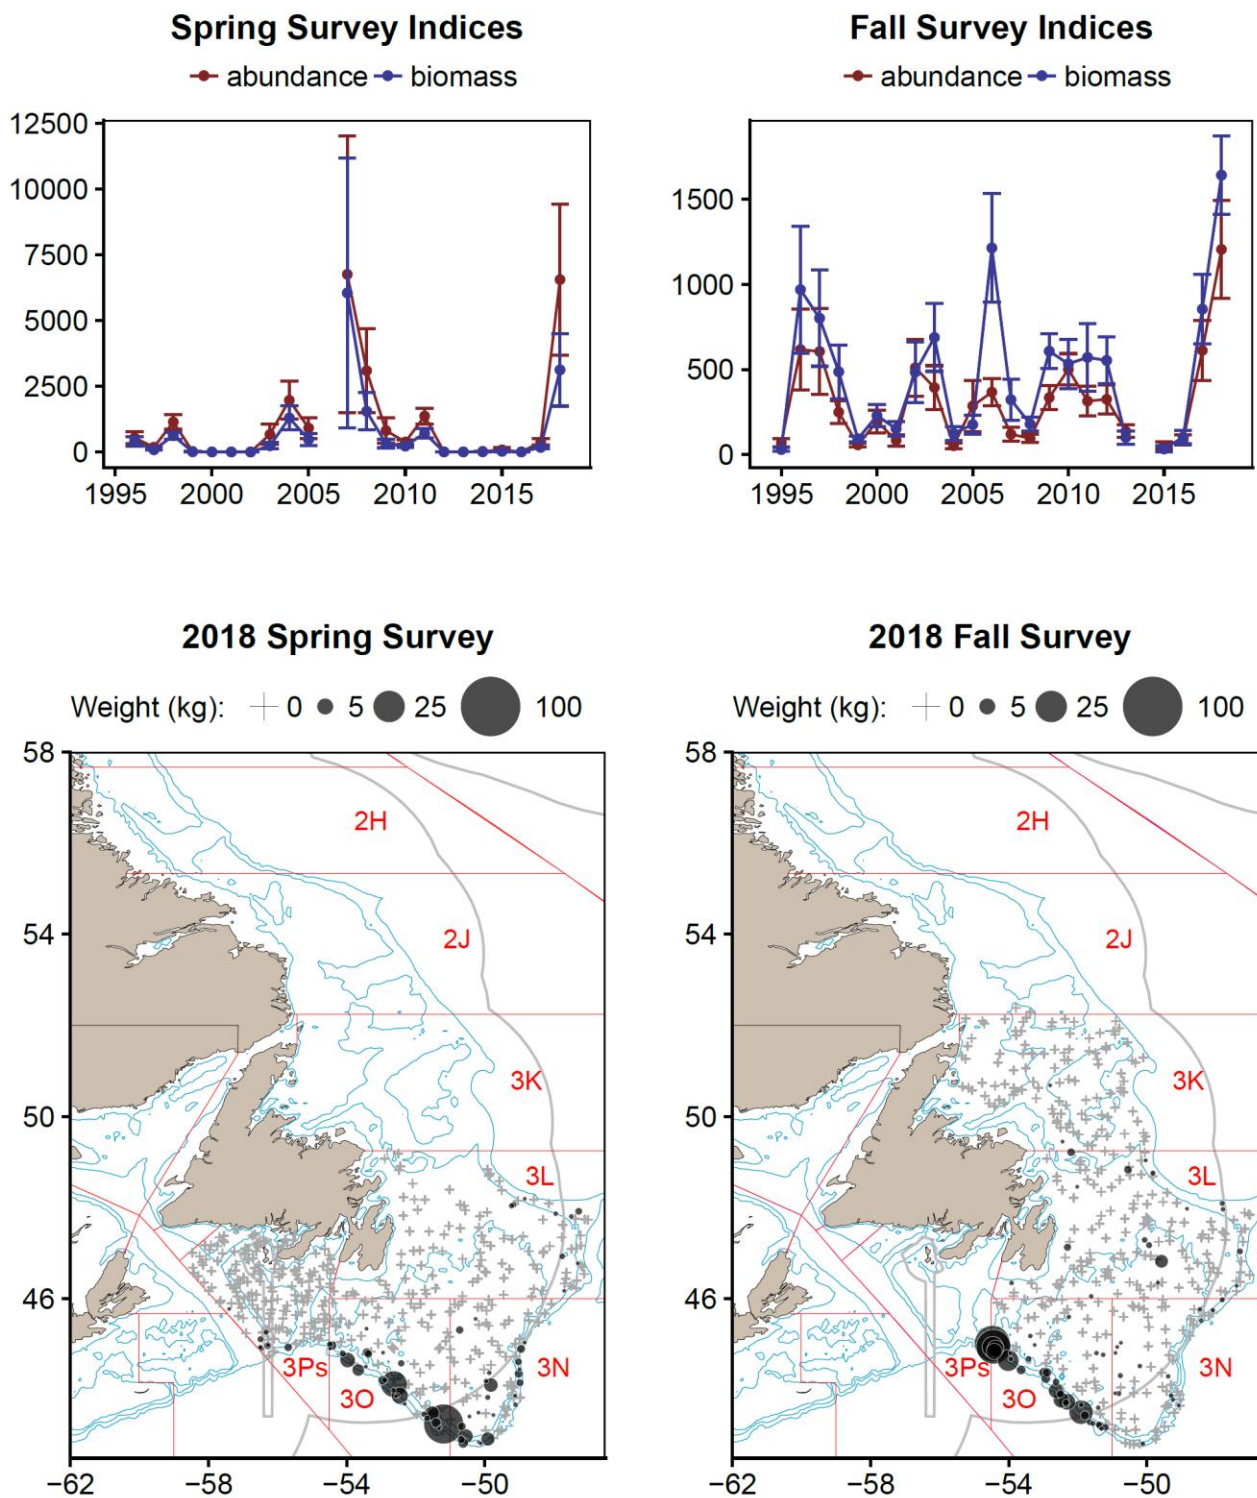 Spring Survey Indices
abundance biomass
12500
10000
7500
5000
2500
0
1995 2000 2005 2010 2015
Fall Survey Indices
abundance biomass
1500
1000
500
0
1995 2000 2005 2010 2015
2018 Spring Survey
Weight (kg): 0 5 25 100
58
54
50
46
2H
2J
3K
3L
3N
3Ps
3O
−62 −58 −54 −50
2018 Fall Survey
Weight (kg): 0 5 25 100
58
54
50
46
2H
2J
3K
3L
3N
3Ps
3O
−62 −58 −54 −50